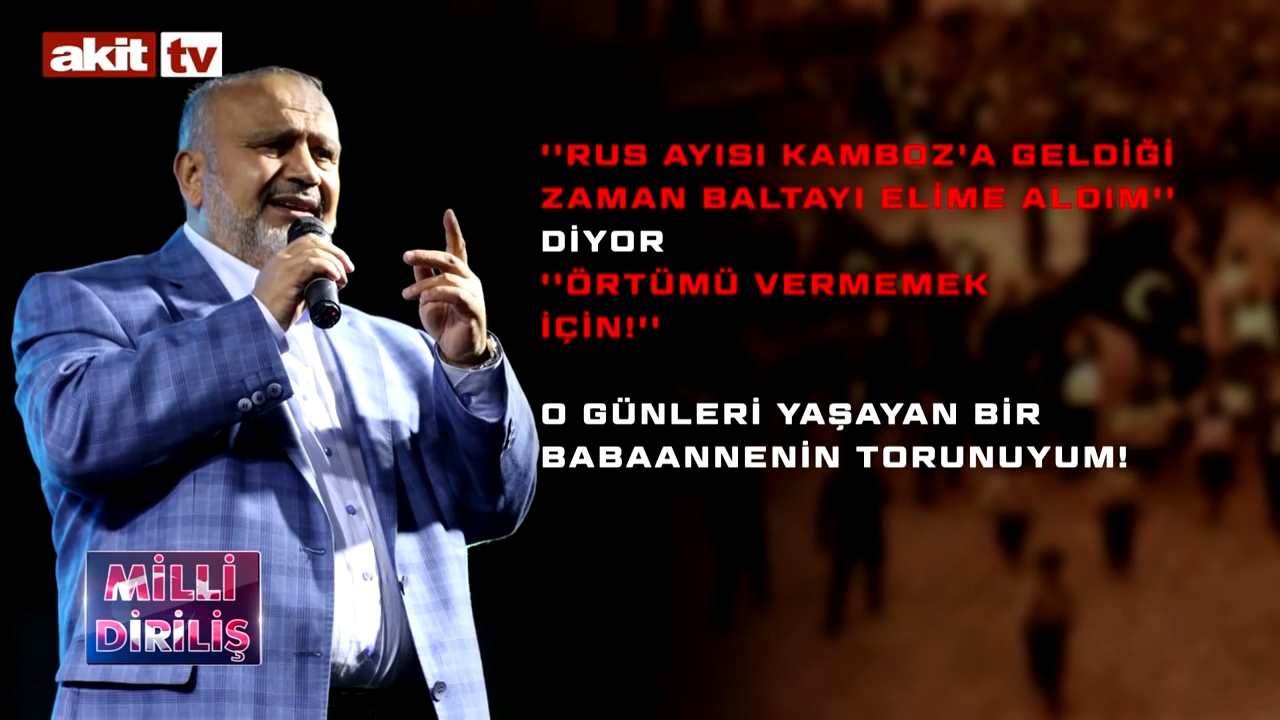 akit tv
''RUS AYISI KAMBOZ'A GELDİĞİ
ZAMAN BALTAYI ELİME ALDIM''
DİYOR
''ÖRTÜMÜ VERMEMEK
İÇİN!''
O GÜNLERİ YAŞAYAN BİR
BABAANNENİN TORUNUYUM!
MİLLİ
DİRİLİŞ